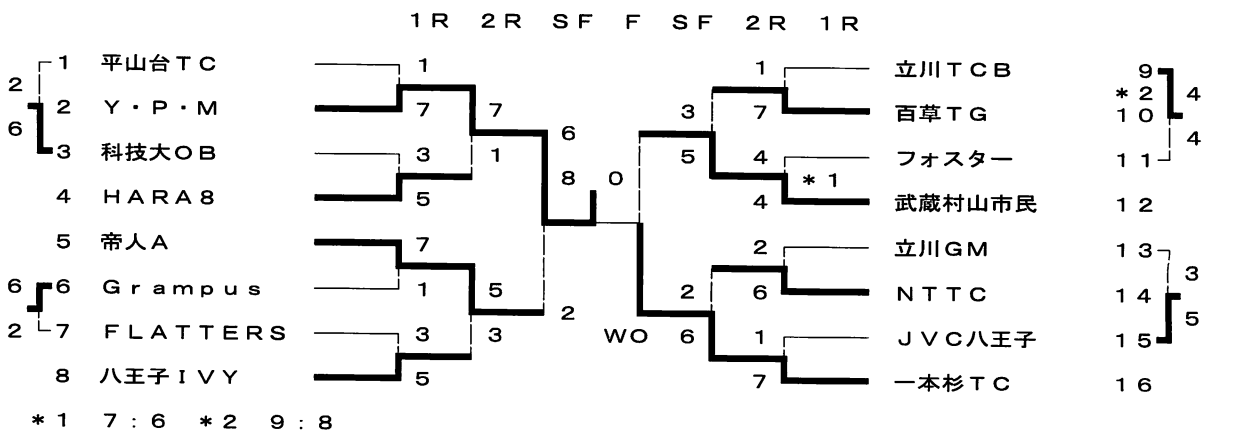 1R 2R SF F SF 2R 1R
1 平山台TC 1 1 立川TCB 9
2 *2 4
2 Y・P・M 7 7 3 7 百草TG 10
6 6 4
3 科技大OB 3 1 5 4 フォスター 11
8 0 *1
4 HARA8 5 4 武蔵村山市民 12
5 帝人A 7 2 立川GM 13
3
6 6 Grampus 1 5 2 6 NTTC 14
2 5
2 7 FLATTERS 3 3 WO 6 1 JVC八王子 15
8 八王子IVY 5 7 一本杉TC 16
*1 7:6 *2 9:8